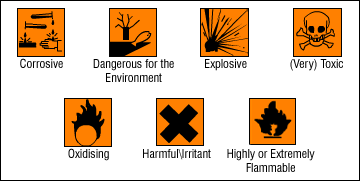 Corrosive
Dangerous for the
Environment
Explosive
(Very) Toxic
Oxidising
Harmful\Irritant
Highly or Extremely
Flammable